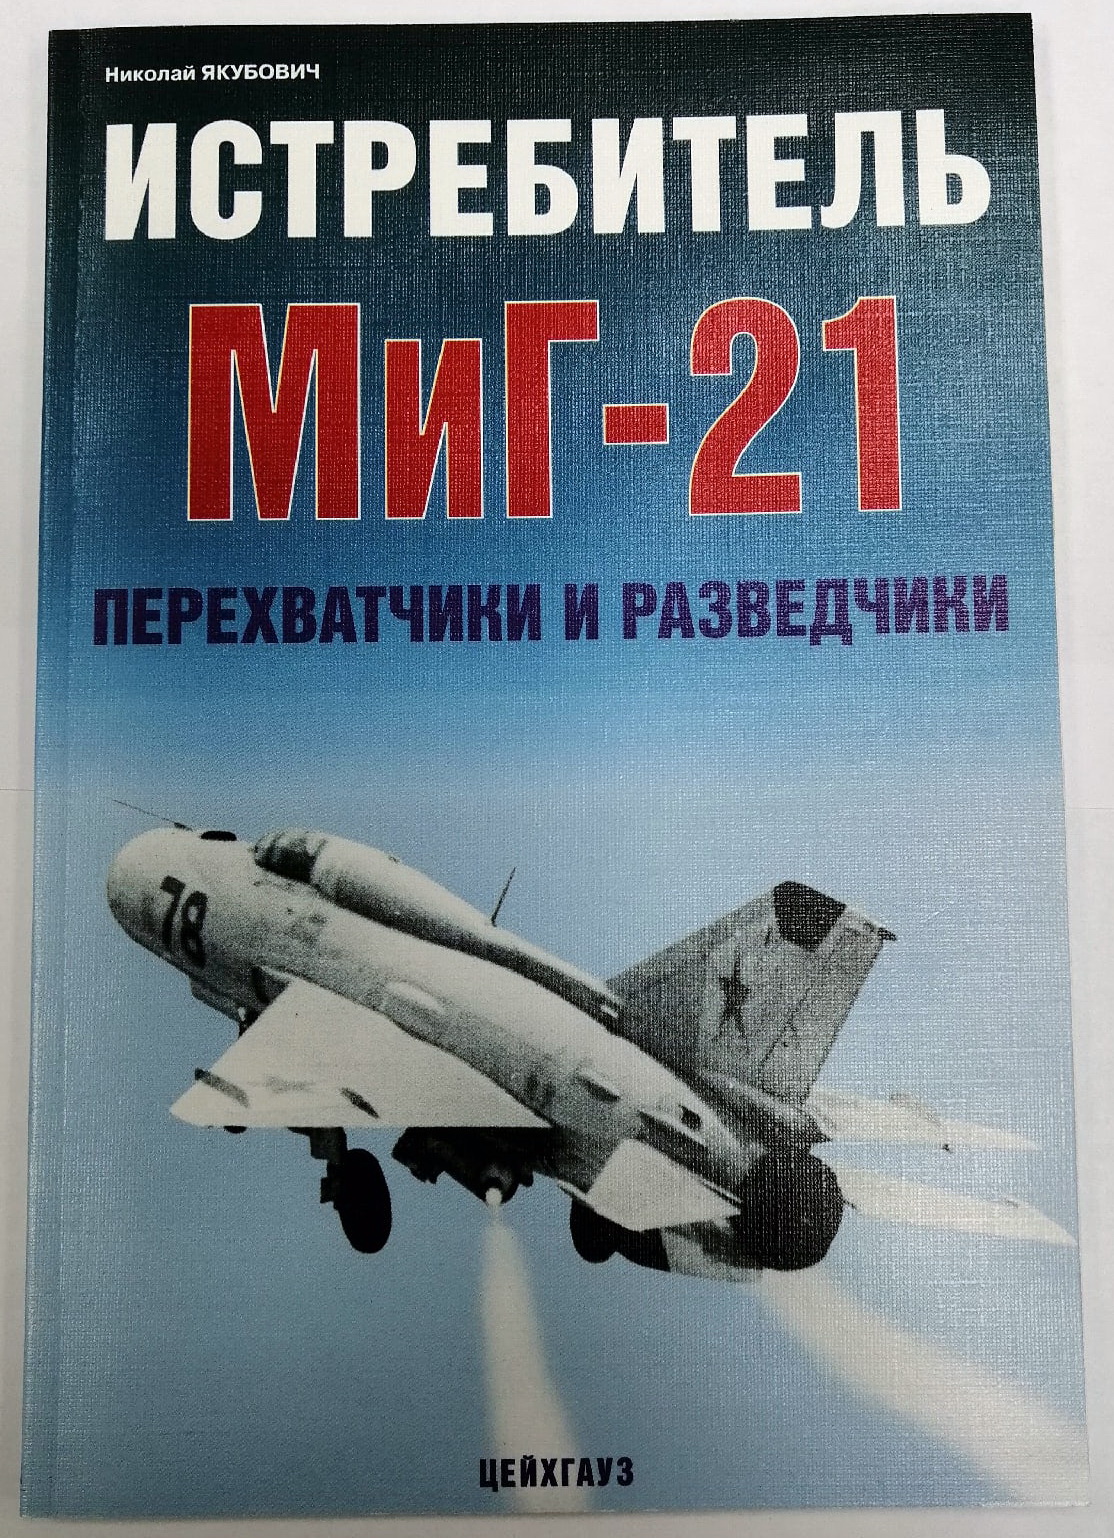 Николай ЯКУБОВИЧ
ИСТРЕБИТЕЛЬ
МиГ-21
ПЕРЕХВАТЧИКИ И РАЗВЕДЧИКИ
78
ЦЕЙХГАУЗ